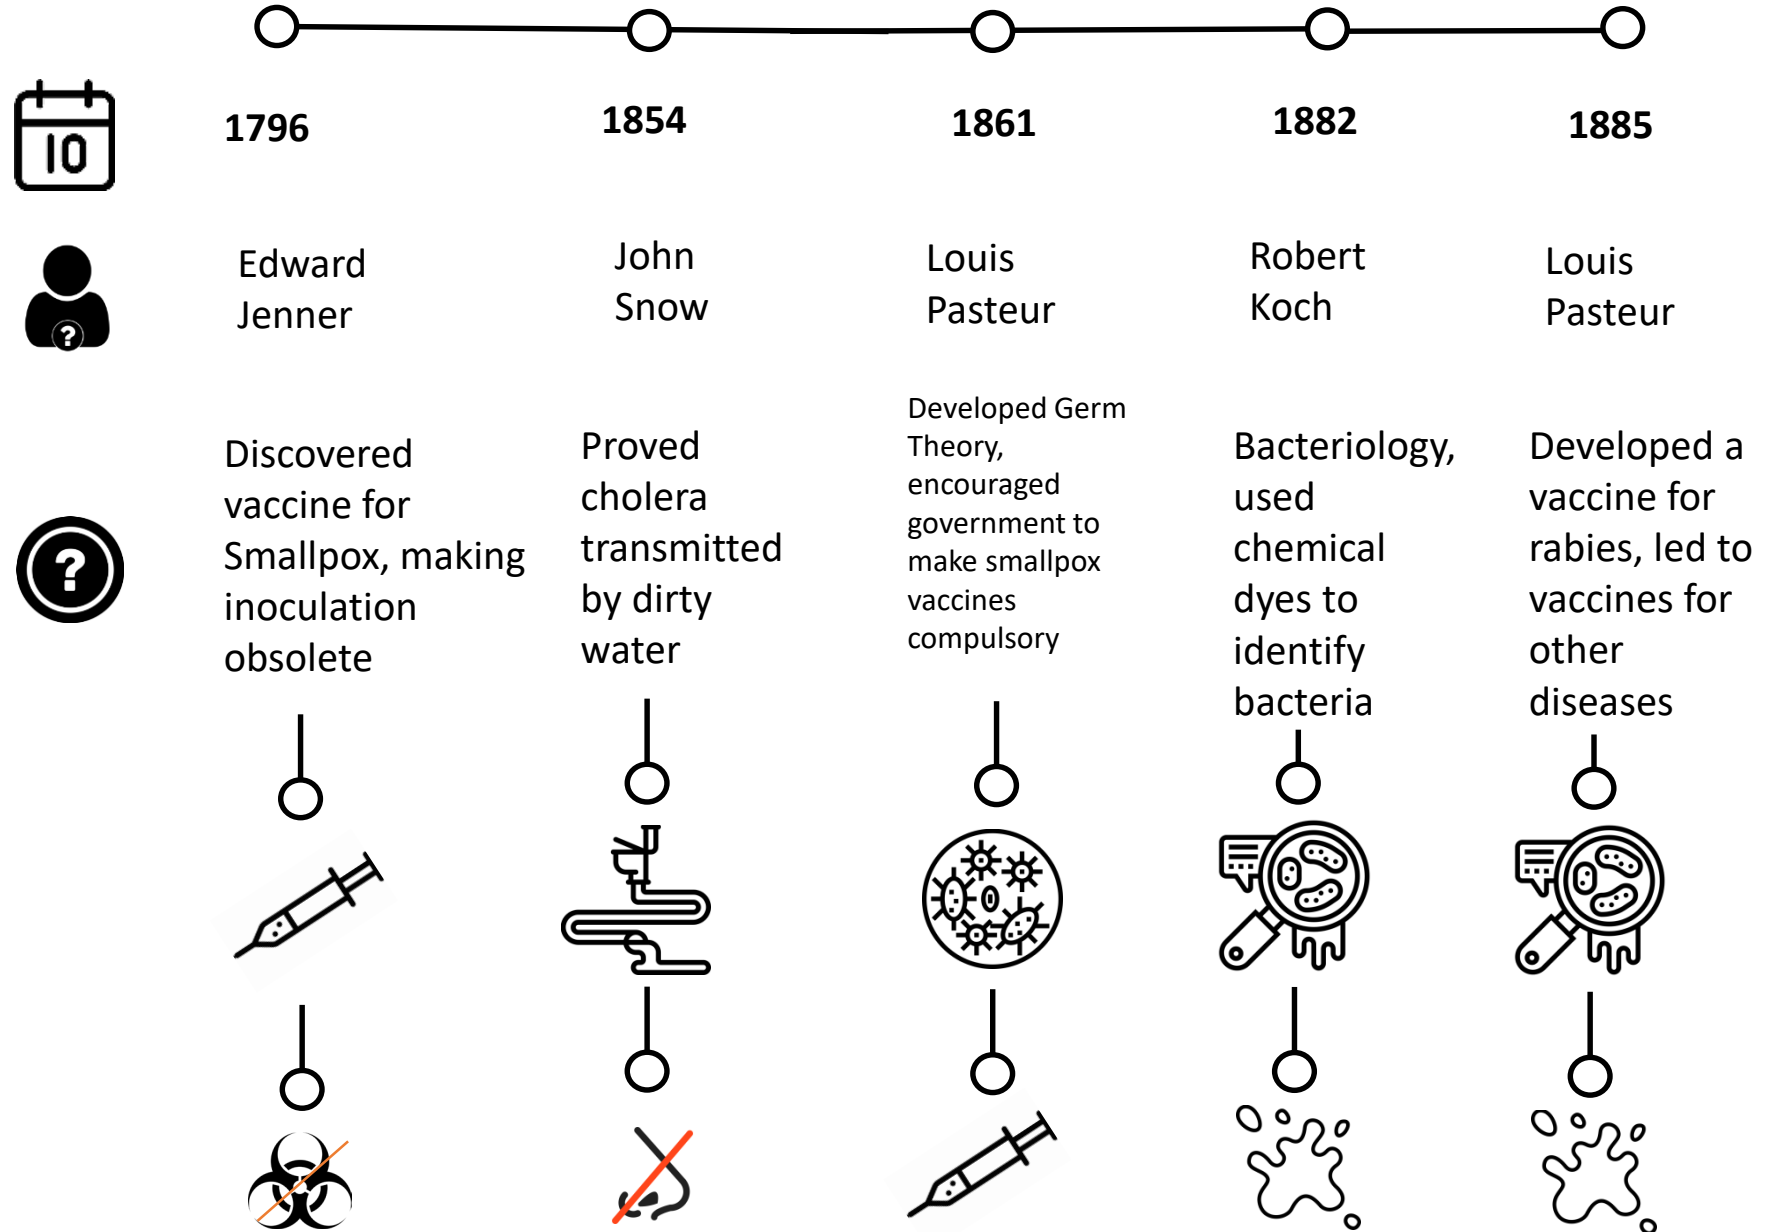 1796
1854
1861
1882
1885
10
Edward
Jenner
John
Snow
Louis
Pasteur
Robert
Koch
Louis
Pasteur
?
Discovered
vaccine for
Smallpox, making
inoculation
obsolete
Proved
cholera
transmitted
by dirty
water
Developed Germ
Theory,
encouraged
government to
make smallpox
vaccines
compulsory
Bacteriology,
used
chemical
dyes to
identify
bacteria
Developed a
vaccine for
rabies, led to
vaccines for
other
diseases
?